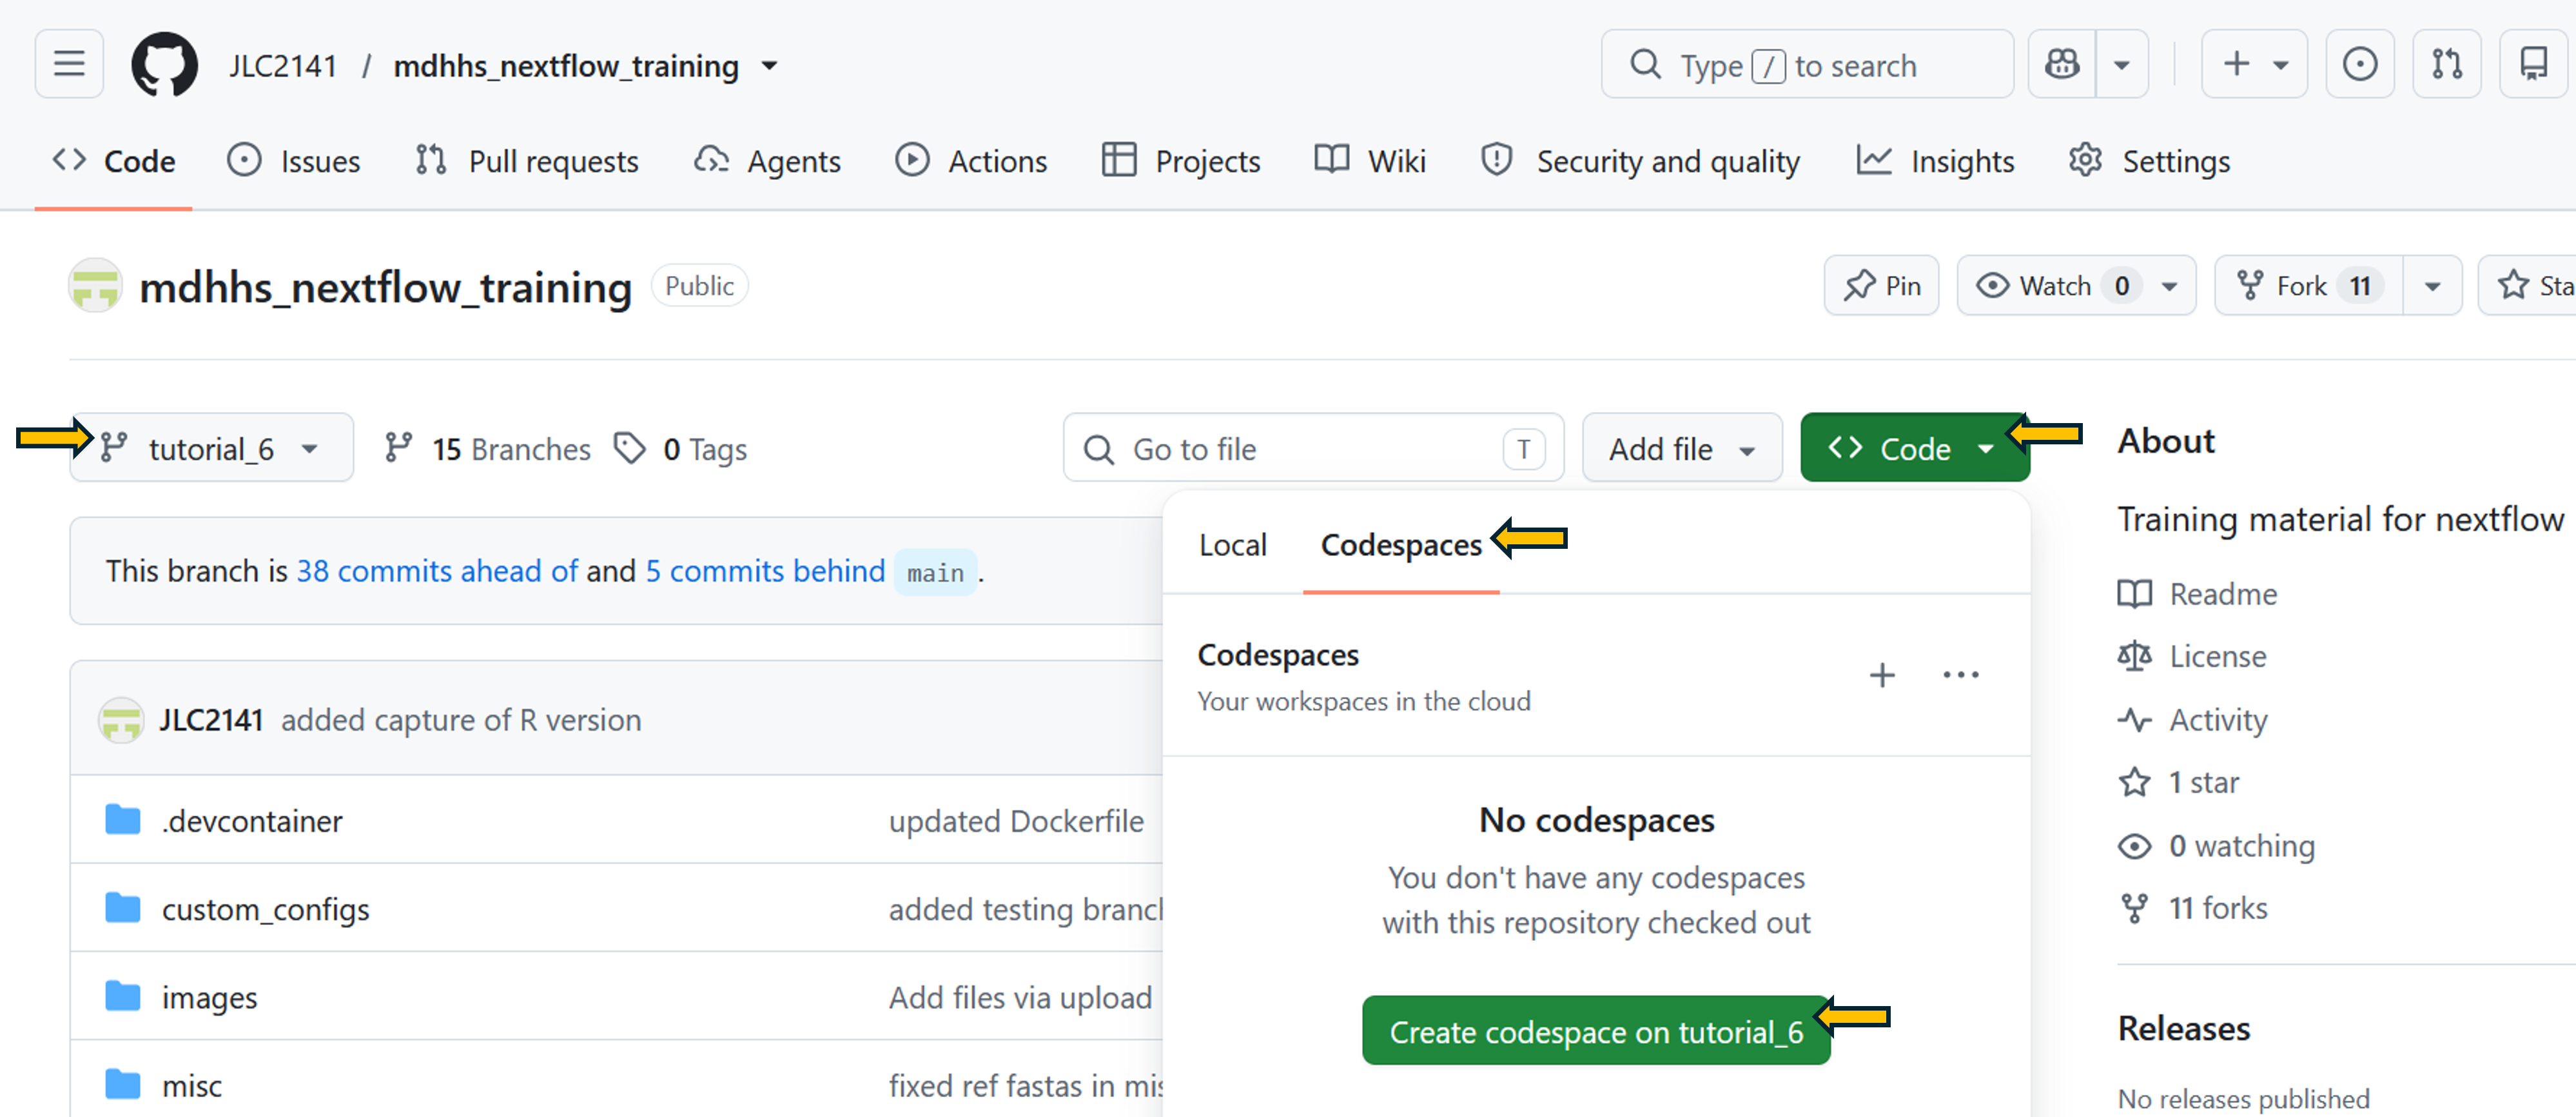 JLC2141 / mdhhs_nextflow_training
Type / to search
Code Issues Pull requests Agents Actions Projects Wiki Security and quality Insights Settings
mdhhs_nextflow_training Public
Pin Watch 0 Fork 11 Sta
tutorial_6 15 Branches 0 Tags
Go to file T Add file Code
This branch is 38 commits ahead of and 5 commits behind main .
JLC2141 added capture of R version
.devcontainer updated Dockerfile
custom_configs added testing branch
images Add files via upload
misc fixed ref fastas in mis
Local Codespaces
Codespaces
Your workspaces in the cloud
No codespaces
You don't have any codespaces
with this repository checked out
Create codespace on tutorial_6
About
Training material for nextflow
Readme
License
Activity
1 star
0 watching
11 forks
Releases
No releases published